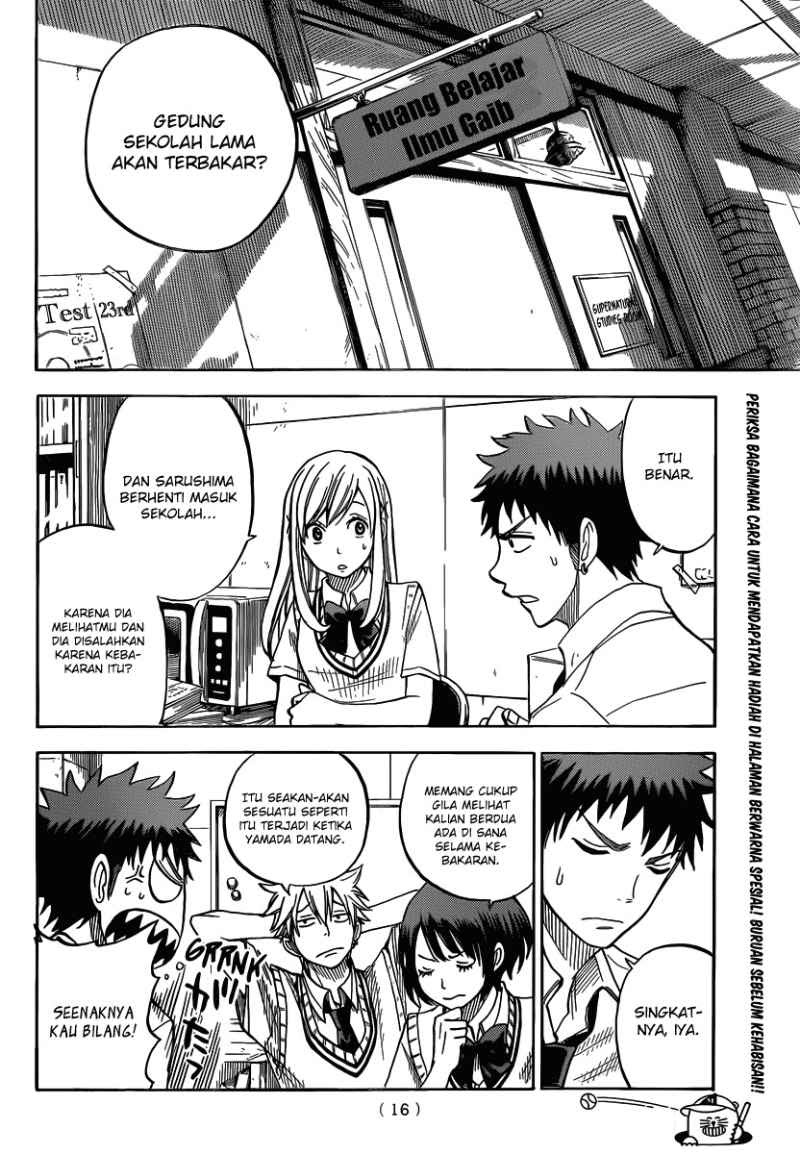 GEDUNG
SEKOLAH LAMA
AKAN TERBAKAR?
Ruang Belajar
Ilmu Gaib
Test 23rd
SUPERNATURAL
STUDIES ROOM
ITU
BENAR.
DAN SARUSHIMA
BERHENTI MASUK
SEKOLAH...
KARENA DIA
MELIHATMU DAN
DIA DISALAHKAN
KARENA KEBA-
KARAN ITU?
PERIKSA BAGAIMANA CARA UNTUK MENDAPATKAN HADIAH DI HALAMAN BERWARNA SPESIAL! BURUAN SEBELUM KEHABISAN!!
SINGKAT-
NYA, IYA.
MEMANG CUKUP
GILA MELIHAT
KALIAN BERDUA
ADA DI SANA
SELAMA KE-
BAKARAN.
ITU SEAKAN-AKAN
SESUATU SEPERTI
ITU TERJADI KETIKA
YAMADA DATANG.
GRRNK
SEENAKNYA
KAU BILANG!
( 16 )